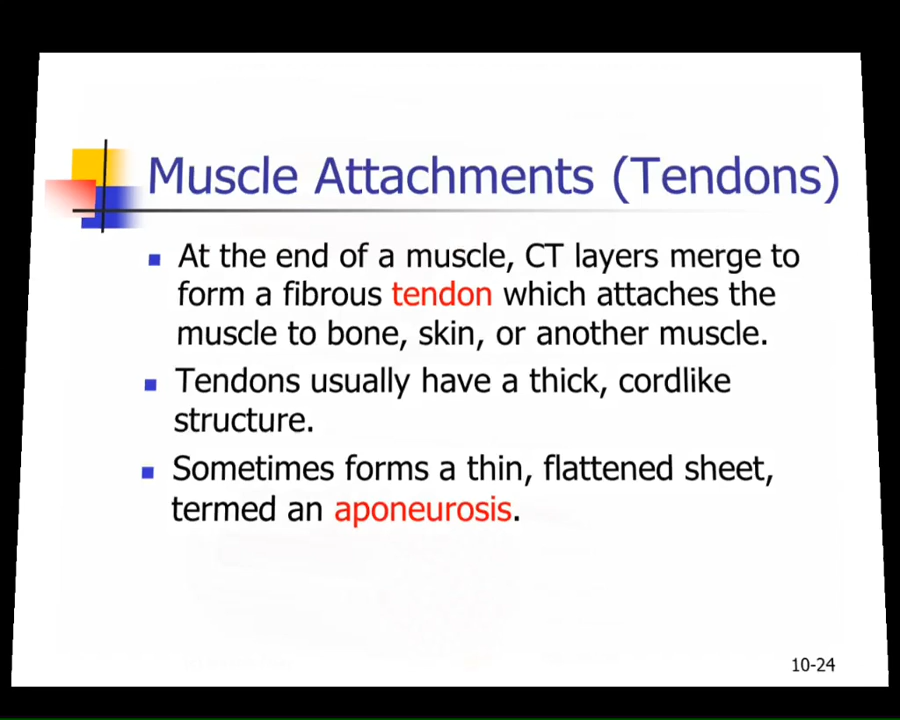 Muscle Attachments (Tendons)
At the end of a muscle, CT layers merge to
form a fibrous tendon which attaches the
muscle to bone, skin, or another muscle.
Tendons usually have a thick, cordlike
structure.
Sometimes forms a thin, flattened sheet,
termed an aponeurosis.
10-24